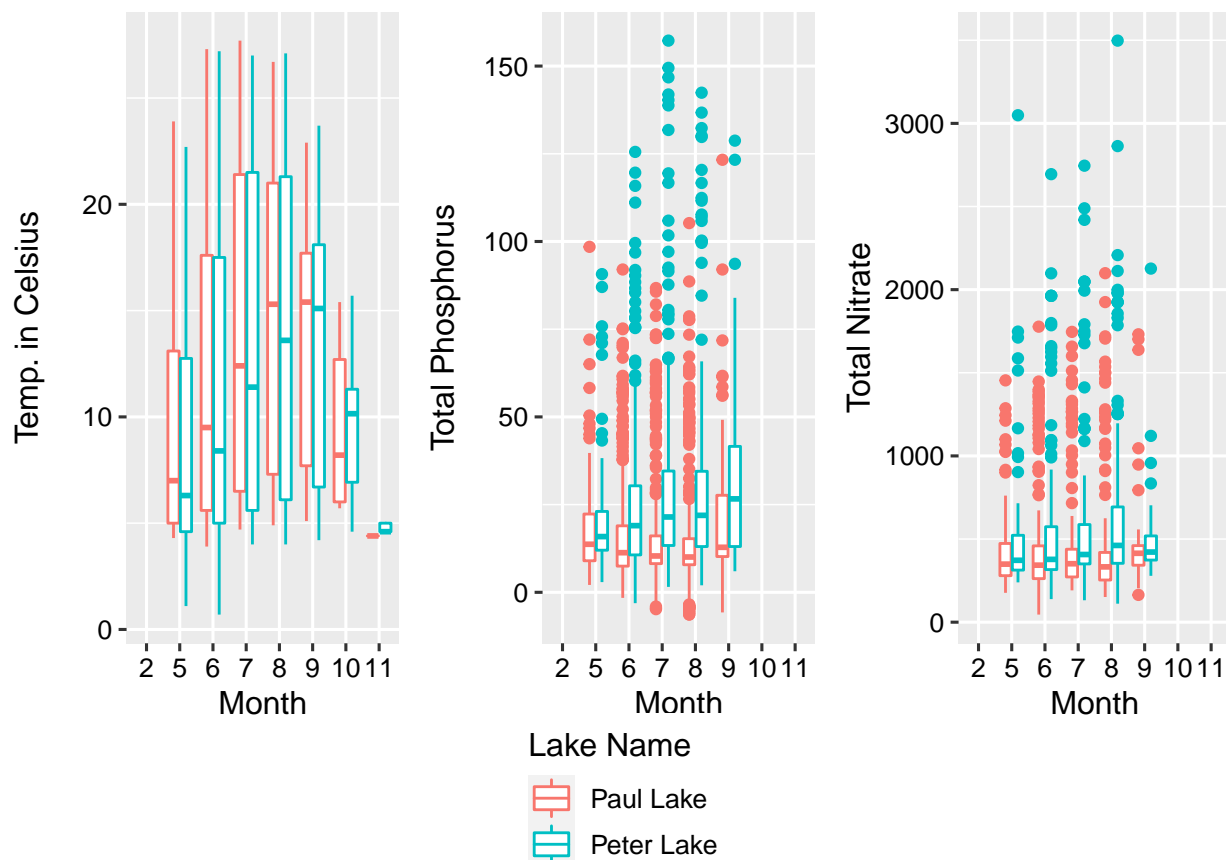 Temp. in Celsius
20
10
0
2 5 6 7 8 9 10 11
Month
Total Phosphorus
150
100
50
0
2 5 6 7 8 9 10 11
Month
Total Nitrate
3000
2000
1000
0
2 5 6 7 8 9 10 11
Month
Lake Name
Paul Lake
Peter Lake